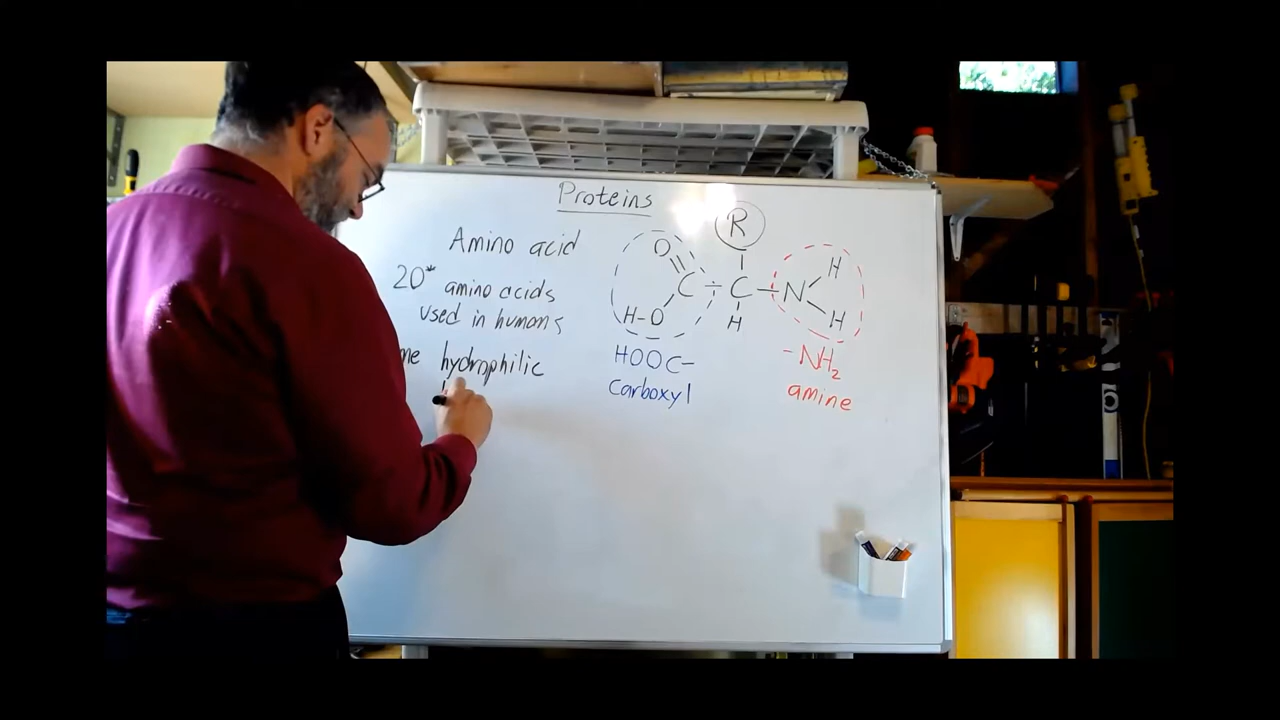 Proteins
Amino acid
20* amino acids
used in humans
me hydrophilic
R
O
C - C - N
H
H-O
H
H
HOOC-
carboxyl
-NH₂
amine